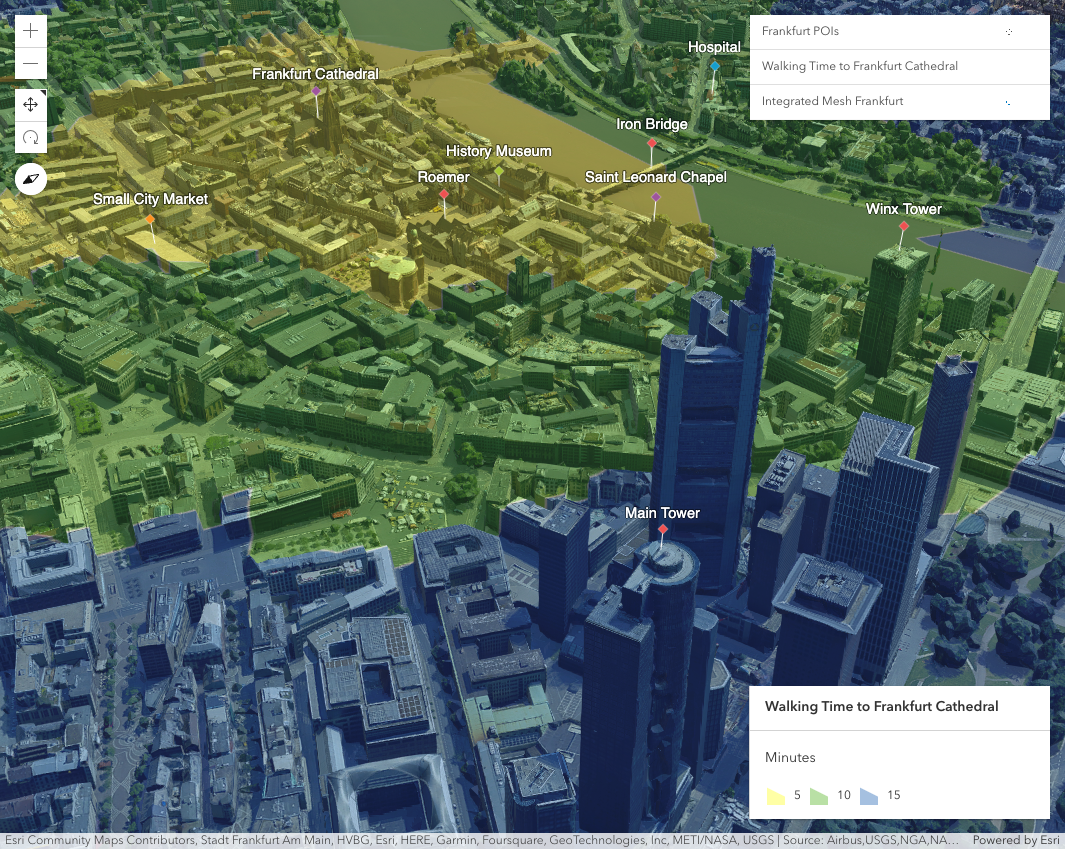 Frankfurt POIs
Walking Time to Frankfurt Cathedral
Integrated Mesh Frankfurt
Hospital
Frankfurt Cathedral
Iron Bridge
History Museum
Roemer
Saint Leonard Chapel
Small City Market
Winx Tower
Main Tower
Walking Time to Frankfurt Cathedral
Minutes
5 10 15
Esri Community Maps Contributors, Stadt Frankfurt Am Main, HVBG, Esri, HERE, Garmin, Foursquare, GeoTechnologies, Inc, METI/NASA, USGS | Source: Airbus,USGS,NGA,NA… Powered by Esri